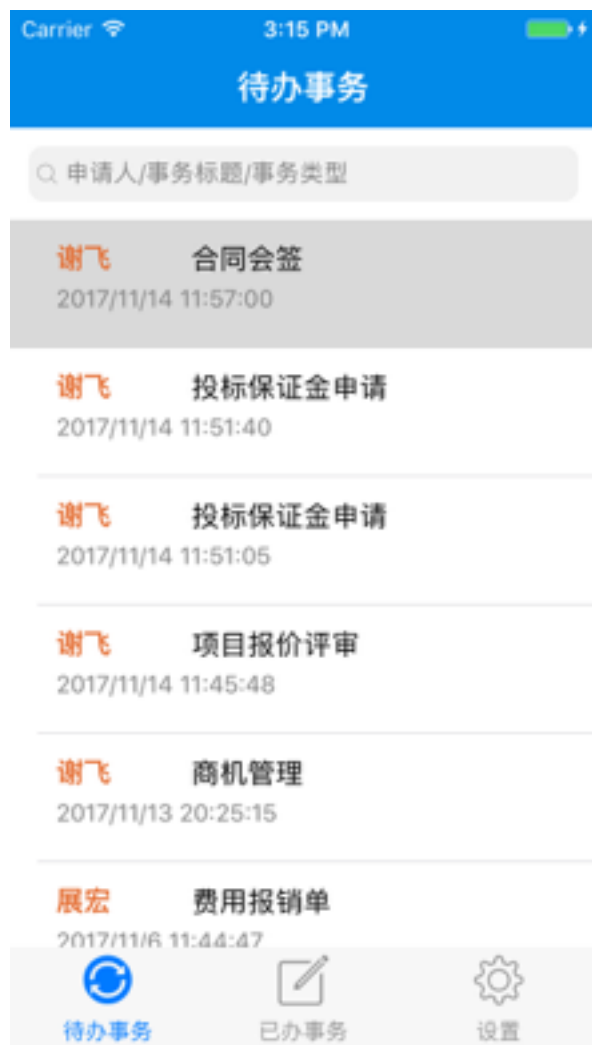 Carrier 3:15 PM
待办事务
申请人/事务标题/事务类型
谢飞 合同会签
2017/11/14 11:57:00
谢飞 投标保证金申请
2017/11/14 11:51:40
谢飞 投标保证金申请
2017/11/14 11:51:05
谢飞 项目报价评审
2017/11/14 11:45:48
谢飞 商机管理
2017/11/13 20:25:15
展宏 费用报销单
2017/11/6 11:44:47
待办事务 已办事务 设置